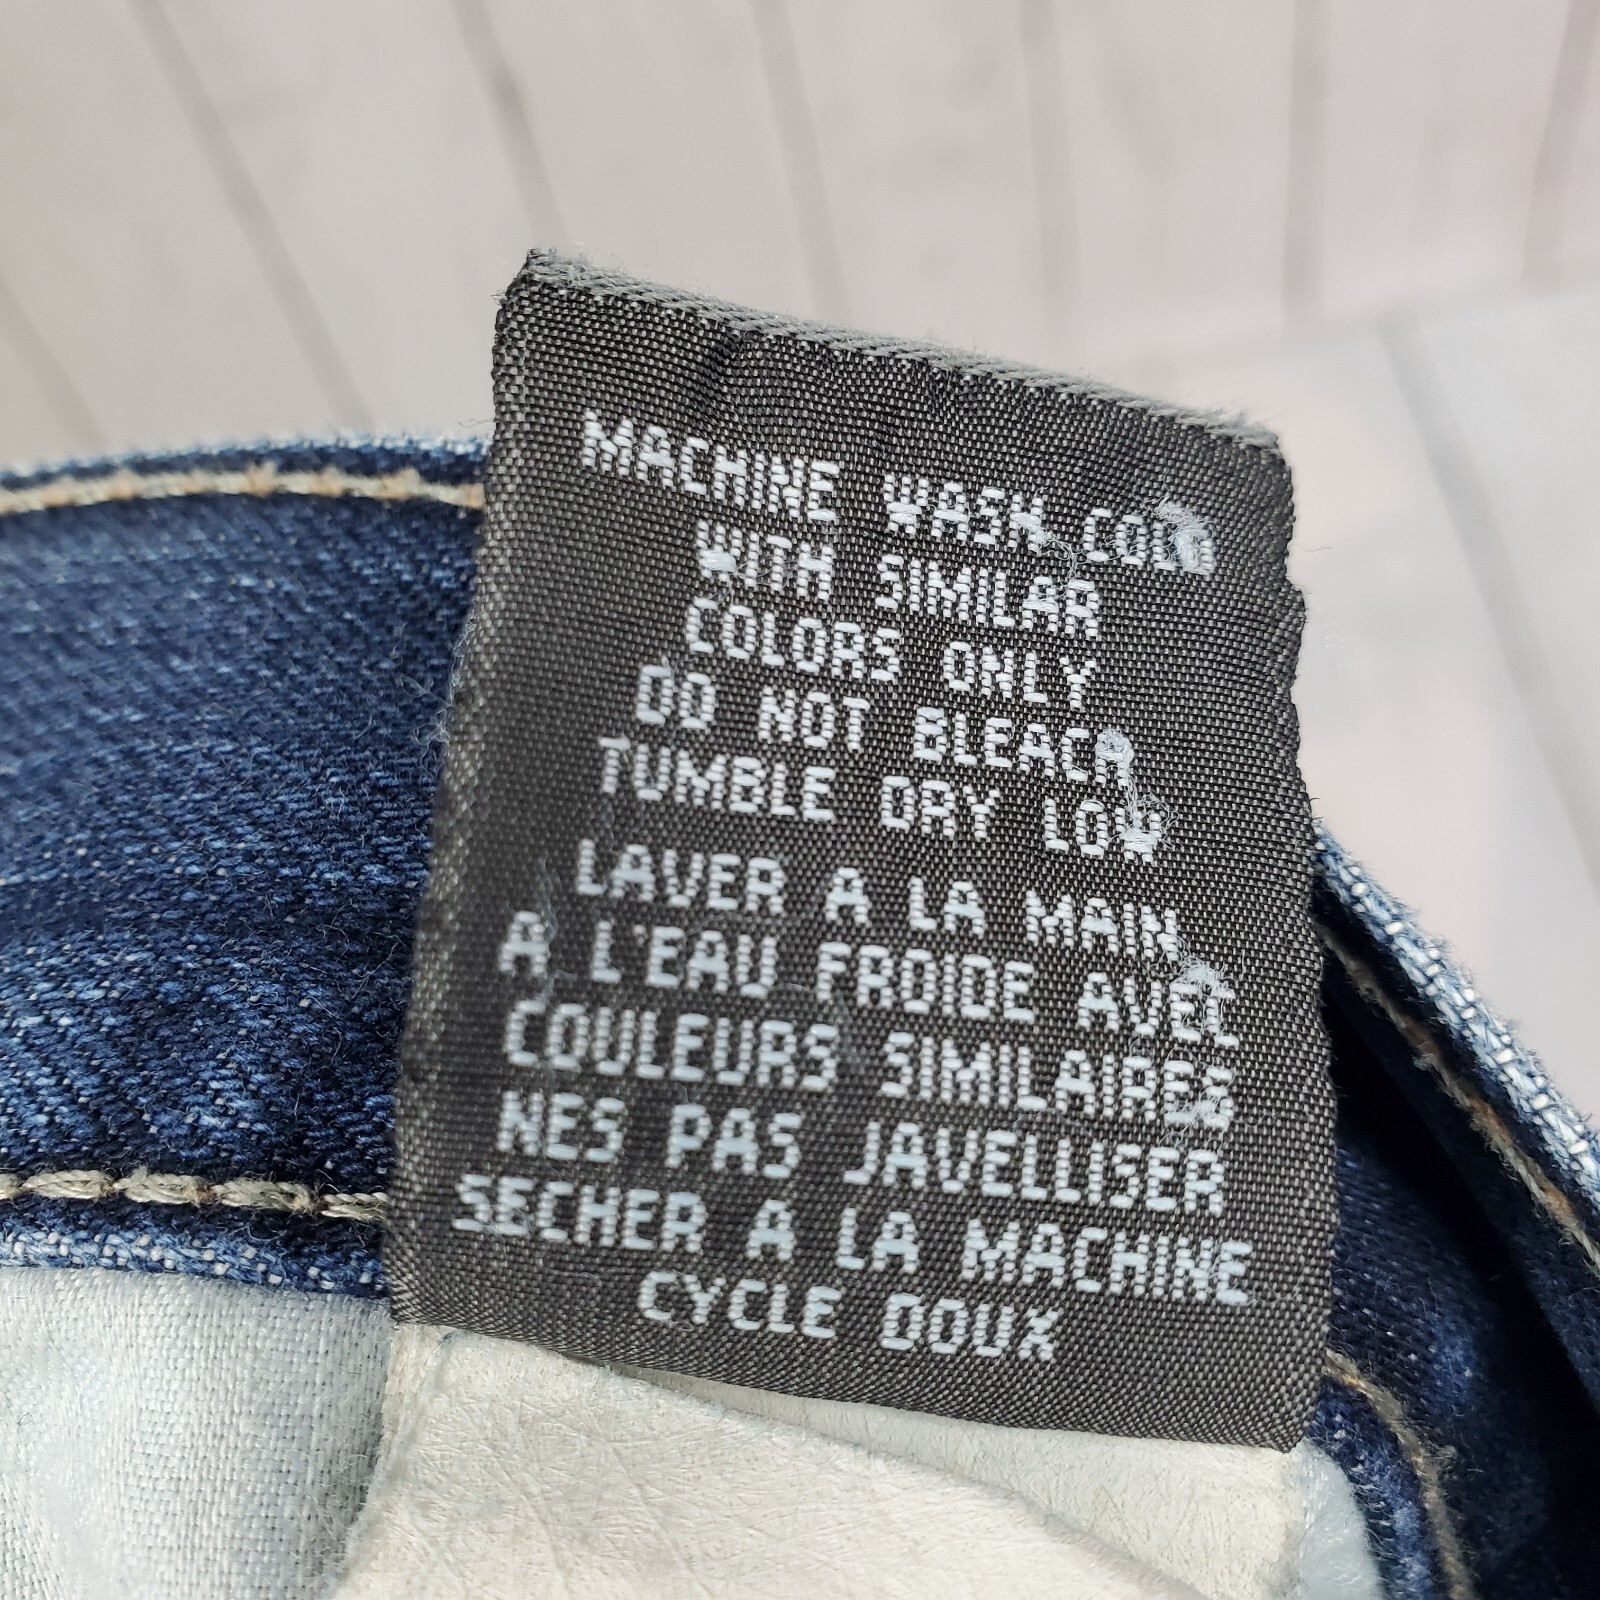 MACHINE WASH COLD
WITH SIMILAR
COLORS ONLY
DO NOT BLEACH
TUMBLE DRY LOW
LAVER A LA MAIN
A L'EAU FROIDE AVEC
COULEURS SIMILAIRES
NES PAS JAVELLISER
SECHER A LA MACHINE
CYCLE DOUX